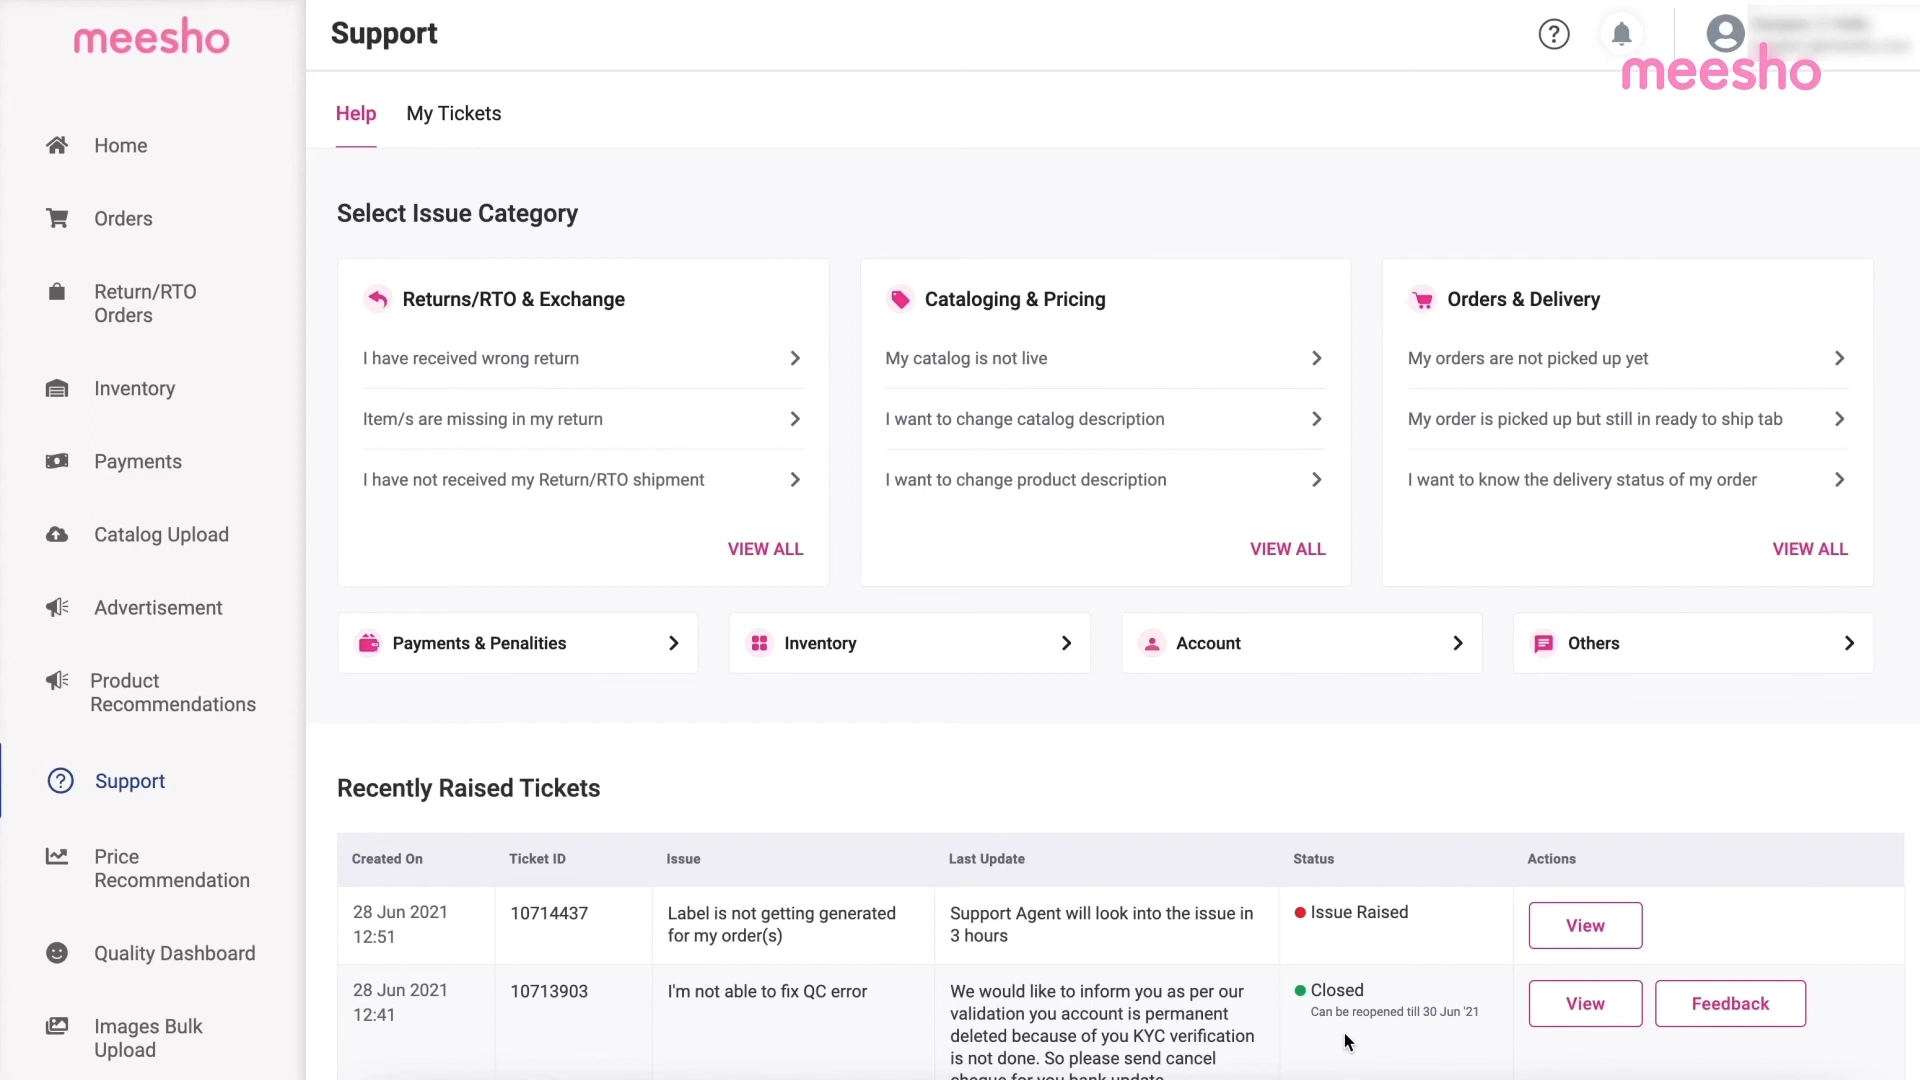 meesho
Support
meesho
Home
Orders
Return/RTO
Orders
Inventory
Payments
Catalog Upload
Advertisement
Product
Recommendations
Support
Price
Recommendation
Quality Dashboard
Images Bulk
Upload
Help My Tickets
Select Issue Category
Returns/RTO & Exchange
I have received wrong return
Item/s are missing in my return
I have not received my Return/RTO shipment
VIEW ALL
Cataloging & Pricing
My catalog is not live
I want to change catalog description
I want to change product description
VIEW ALL
Orders & Delivery
My orders are not picked up yet
My order is picked up but still in ready to ship tab
I want to know the delivery status of my order
VIEW ALL
Payments & Penalities
Inventory
Account
Others
Recently Raised Tickets
Created On Ticket ID Issue Last Update Status Actions
28 Jun 2021
12:51
10714437
Label is not getting generated
for my order(s)
Support Agent will look into the issue in
3 hours
Issue Raised
View
28 Jun 2021
12:41
10713903
I'm not able to fix QC error
We would like to inform you as per our
validation you account is permanent
deleted because of you KYC verification
is not done. So please send cancel
cheque for you bank update
Closed
Can be reopened till 30 Jun '21
View
Feedback